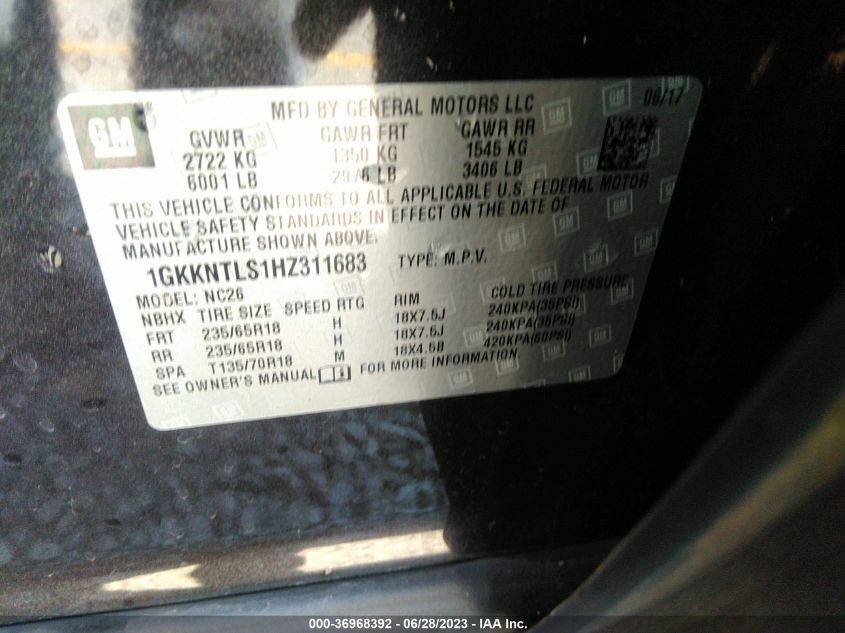 MFD BY GENERAL MOTORS LLC 06/17
GM
GVWR GAWR FRT GAWR RR
2722 KG 1350 KG 1545 KG
6001 LB 2976 LB 3406 LB
THIS VEHICLE CONFORMS TO ALL APPLICABLE U.S. FEDERAL MOTOR
VEHICLE SAFETY STANDARDS IN EFFECT ON THE DATE OF
MANUFACTURE SHOWN ABOVE.
1GKKNTLS1HZ311683 TYPE: M.P.V.
MODEL: NC26
NBHX TIRE SIZE SPEED RTG RIM COLD TIRE PRESSURE
FRT 235/65R18 H 18X7.5J 240KPA(35PSI)
RR 235/65R18 H 18X7.5J 240KPA(35PSI)
SPA T135/70R18 M 18X4.5B 420KPA(60PSI)
SEE OWNER'S MANUAL FOR MORE INFORMATION.
000-36968392 - 06/28/2023 - IAA Inc.